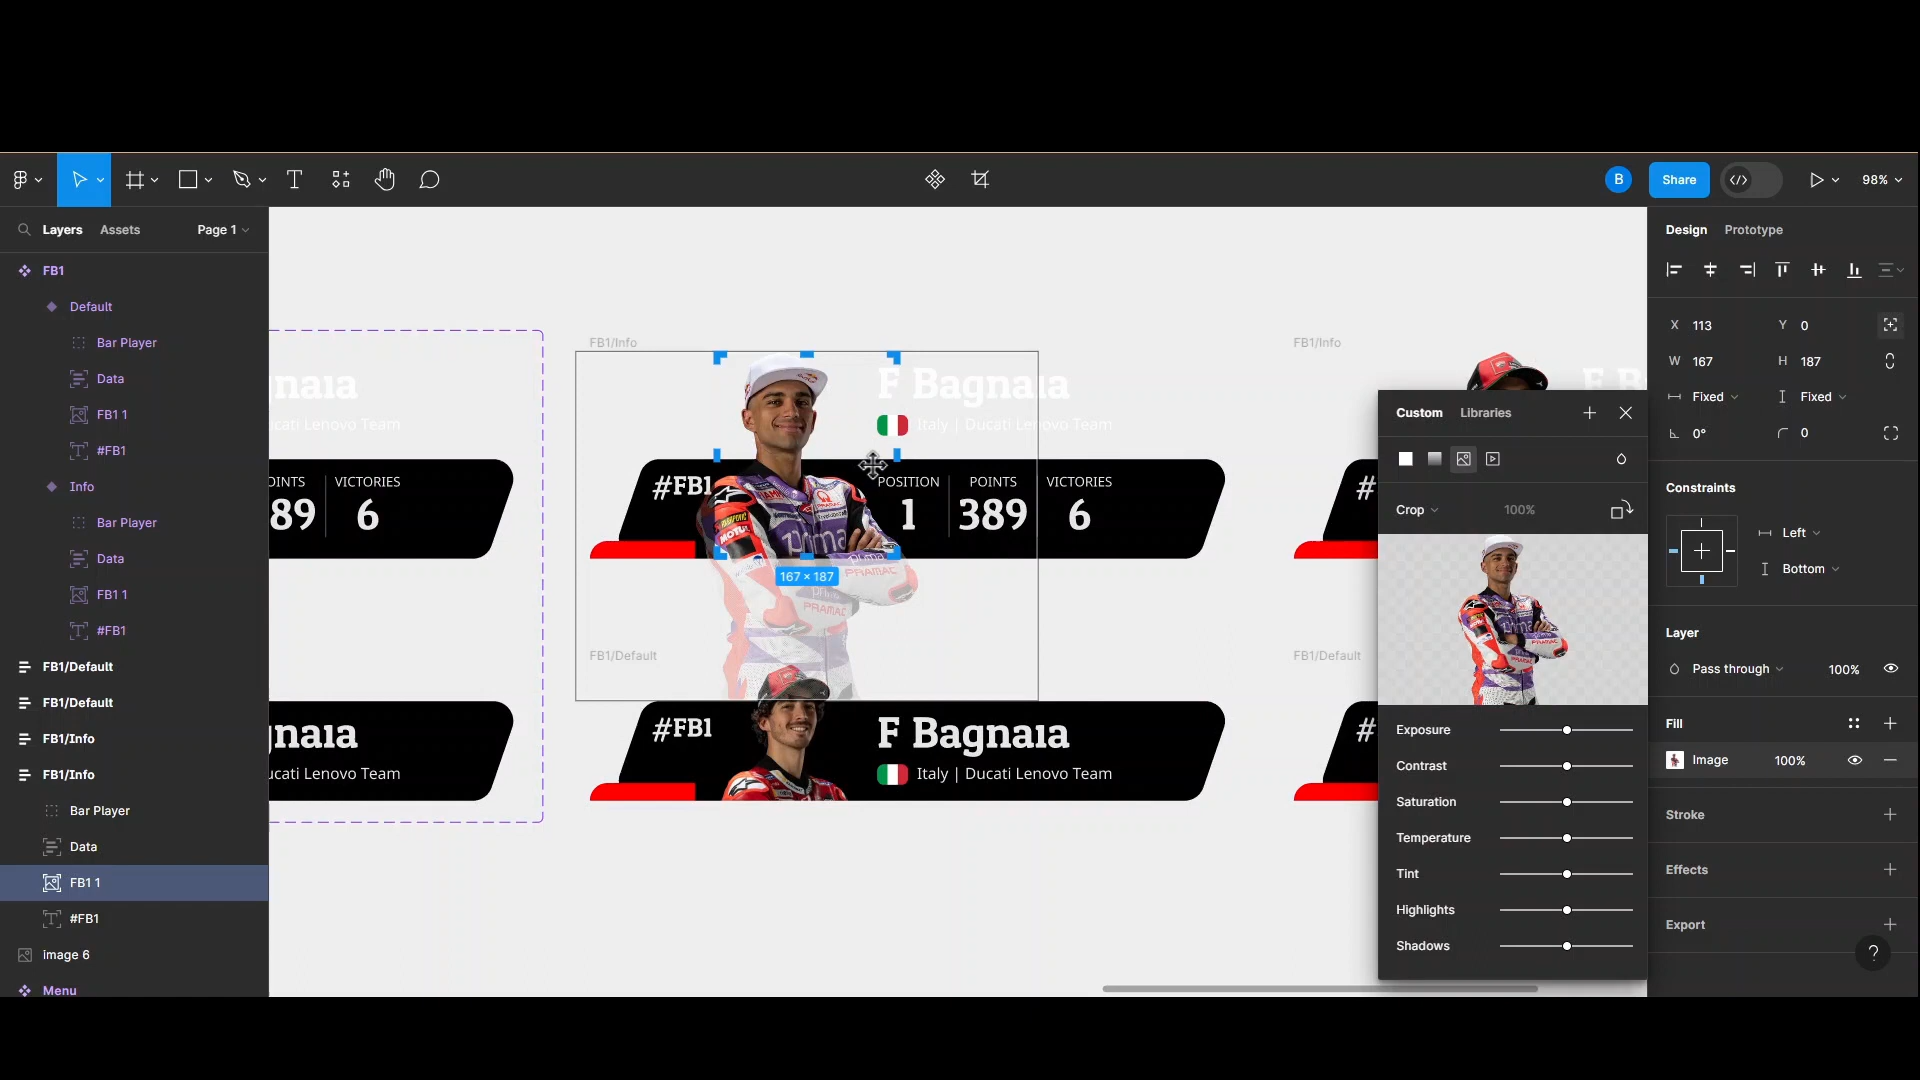 B
Share
98%
Layers
Assets
Page 1
FB1
Default
Bar Player
Data
FB1 1
#FB1
Info
Bar Player
Data
FB1 1
#FB1
FB1/Default
FB1/Default
FB1/Info
FB1/Info
Bar Player
Data
FB1 1
#FB1
Image 6
Menu
gnaia
ucati Lenovo Team
OINTS
VICTORIES
89
6
gnaia
ucati Lenovo Team
FB1/Info
F Bagnaia
Italy | Ducati Lenovo Team
#FB1
POSITION
POINTS
VICTORIES
1
389
6
prima
PRAMAC
PRAMAC
167 × 187
FB1/Default
#FB1
F Bagnaia
Italy | Ducati Lenovo Team
FB1/Info
F B
#
FB1/Default
#
Custom
Libraries
Crop
100%
Exposure
Contrast
Saturation
Temperature
Tint
Highlights
Shadows
Design
Prototype
X 113
Y 0
W 167
H 187
Fixed
Fixed
0°
0
Constraints
Left
Bottom
Layer
Pass through
100%
Fill
Image
100%
Stroke
Effects
Export
?